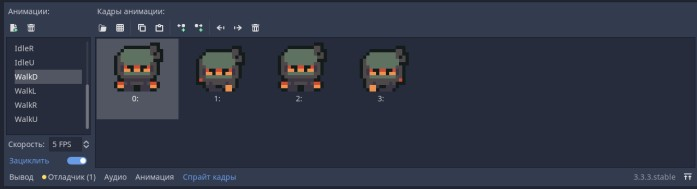 Анимации:
Кадры анимации:
IdleR
IdleU
WalkD
WalkL
WalkR
WalkU
0:
1:
2:
3:
Скорость: 5 FPS
Зациклить
Вывод Отладчик (1) Аудио Анимация Спрайт кадры 3.3.3.stable